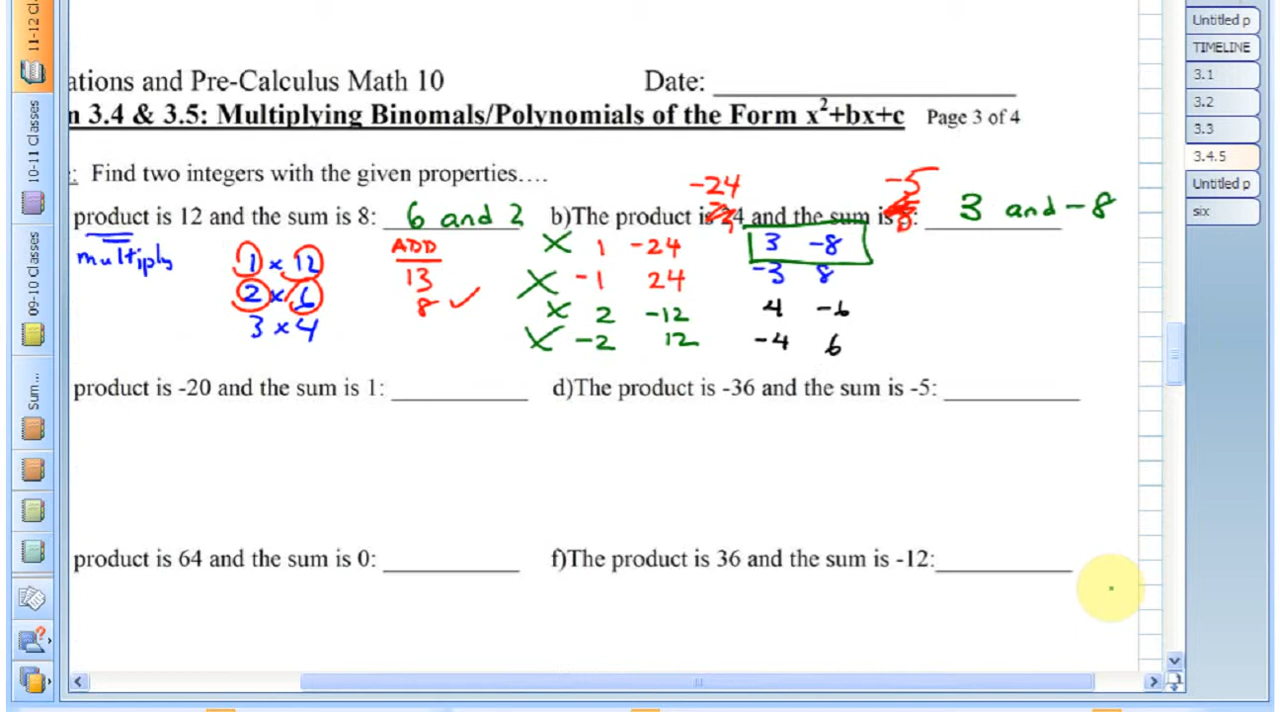 11-12 Cl
10-11 Classes
09-10 Classes
Sum...
Untitled p
TIMELINE
3.1
3.2
3.3
3.4.5
Untitled p
six
ations and Pre-Calculus Math 10 Date: ____
n 3.4 & 3.5: Multiplying Binomals/Polynomials of the Form x²+bx+c Page 3 of 4
: Find two integers with the given properties….
product is 12 and the sum is 8: 6 and 2
multiply
1 × 12
2 × 6
3 × 4
ADD
13
8 ✓
b)The product is -24 and the sum is -5: 3 and -8
X 1 -24
X -1 24
X 2 -12
X -2 12
3 -8
-3 8
4 -6
-4 6
product is -20 and the sum is 1: ____
d)The product is -36 and the sum is -5: ____
product is 64 and the sum is 0: ____
f)The product is 36 and the sum is -12: ____